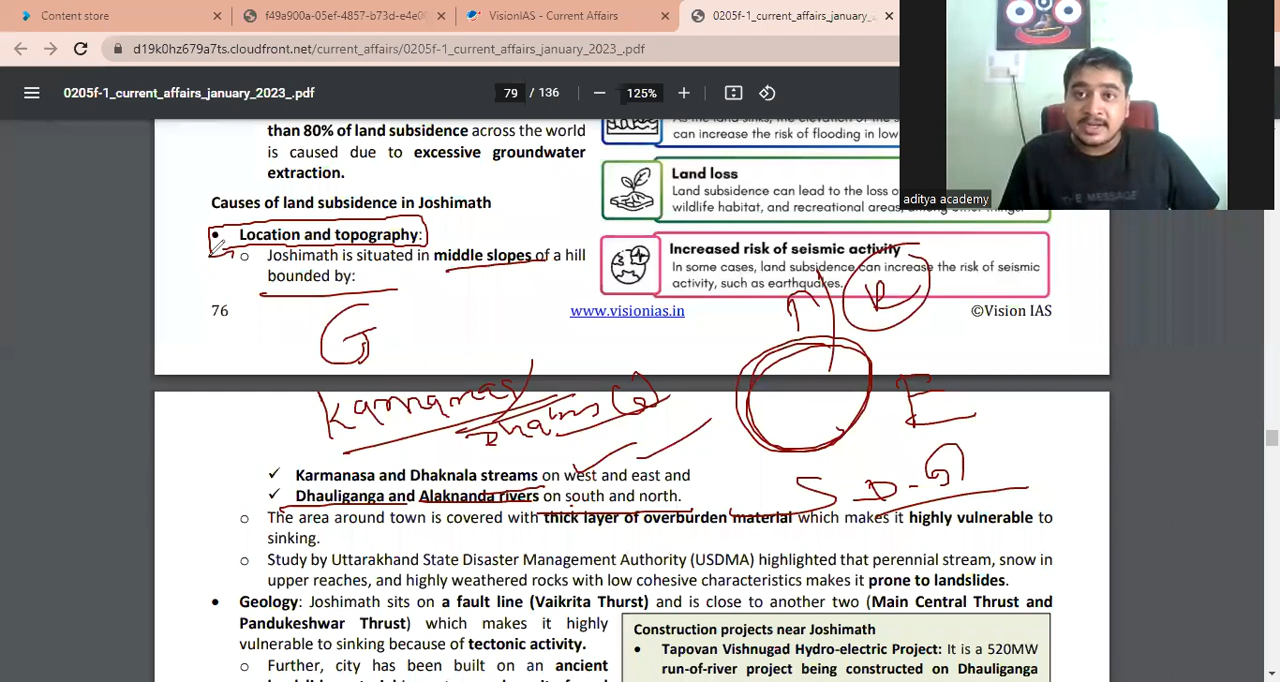 Content store
f49a900a-05ef-4857-b73d-e4e0
VisionIAS - Current Affairs
0205f-1_current_affairs_january_
d19k0hz679a7ts.cloudfront.net/current_affairs/0205f-1_current_affairs_january_2023_.pdf
0205f-1_current_affairs_january_2023_.pdf
79 / 136
125%
aditya academy
than 80% of land subsidence across the world
is caused due to excessive groundwater
extraction.
can increase the risk of flooding in low
Land loss
Land subsidence can lead to the loss o
wildlife habitat, and recreational areas, among other things.
Increased risk of seismic activity
In some cases, land subsidence can increase the risk of seismic
activity, such as earthquakes.
Causes of land subsidence in Joshimath
• Location and topography:
o Joshimath is situated in middle slopes of a hill
bounded by:
76
www.visionias.in
©Vision IAS
G
R
n
E
S
D-G
Karnamas
✓ Karmanasa and Dhaknala streams on west and east and
✓ Dhauliganga and Alaknanda rivers on south and north.
o The area around town is covered with thick layer of overburden material which makes it highly vulnerable to
sinking.
o Study by Uttarakhand State Disaster Management Authority (USDMA) highlighted that perennial stream, snow in
upper reaches, and highly weathered rocks with low cohesive characteristics makes it prone to landslides.
• Geology: Joshimath sits on a fault line (Vaikrita Thurst) and is close to another two (Main Central Thrust and
Pandukeshwar Thrust) which makes it highly
vulnerable to sinking because of tectonic activity.
o Further, city has been built on an ancient
Construction projects near Joshimath
• Tapovan Vishnugad Hydro-electric Project: It is a 520MW
run-of-river project being constructed on Dhauliganga